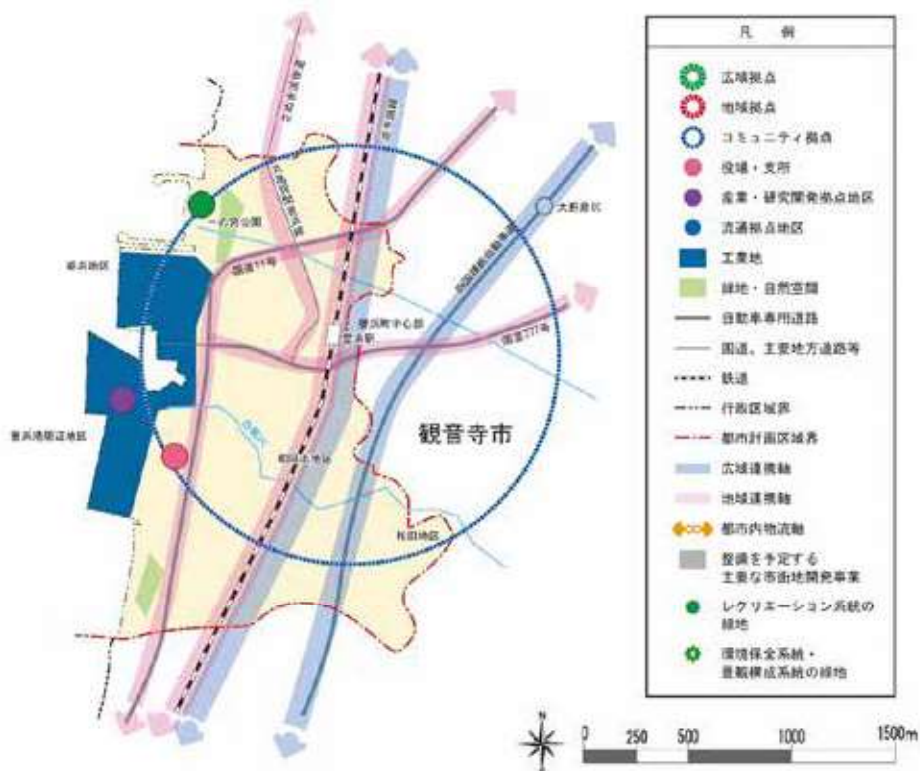 一の宮公園
国道11号
大野原IC
豊浜町中心部
豊浜駅
国道377号
豊浜港周辺地区
観音寺市
和田地区
凡 例
広域拠点
地域拠点
コミュニティ拠点
役場・支所
産業・研究開発拠点地区
流通拠点地区
工業地
緑地・自然空間
自動車専用道路
国道、主要地方道路等
鉄道
行政区域界
都市計画区域界
広域連携軸
地域連携軸
都市内物流軸
整備を予定する
主要な市街地開発事業
レクリエーション系統の
緑地
環境保全系統・
景観構成系統の緑地
N
0 250 500 1000 1500m